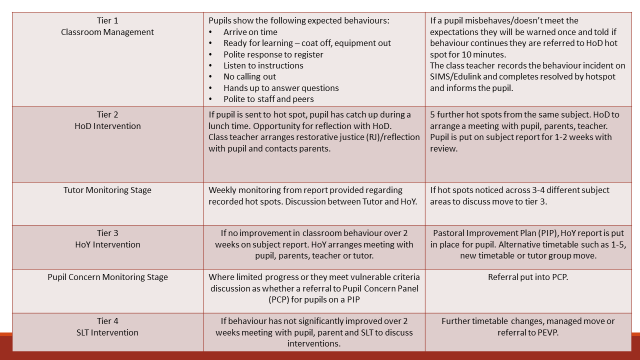 Tier 1
Classroom Management
Pupils show the following expected behaviours:
• Arrive on time
• Ready for learning – coat off, equipment out
• Polite response to register
• Listen to instructions
• No calling out
• Hands up to answer questions
• Polite to staff and peers
If a pupil misbehaves/doesn't meet the
expectations they will be warned once and told if
behaviour continues they are referred to HoD hot
spot for 10 minutes.
The class teacher records the behaviour incident on
SIMS/Edulink and completes resolved by hotspot
and informs the pupil.
Tier 2
HoD Intervention
If pupil is sent to hot spot, pupil has catch up during a
lunch time. Opportunity for reflection with HoD.
Class teacher arranges restorative justice (RJ)/reflection
with pupil and contacts parents.
5 further hot spots from the same subject. HoD to
arrange a meeting with pupil, parents, teacher.
Pupil is put on subject report for 1-2 weeks with
review.
Tutor Monitoring Stage
Weekly monitoring from report provided regarding
recorded hot spots. Discussion between Tutor and HoY.
If hot spots noticed across 3-4 different subject
areas to discuss move to tier 3.
Tier 3
HoY Intervention
If no improvement in classroom behaviour over 2
weeks on subject report. HoY arranges meeting with
pupil, parents, teacher or tutor.
Pastoral Improvement Plan (PIP), HoY report is put
in place for pupil. Alternative timetable such as 1-5,
new timetable or tutor group move.
Pupil Concern Monitoring Stage
Where limited progress or they meet vulnerable criteria
discussion as whether a referral to Pupil Concern Panel
(PCP) for pupils on a PIP
Referral put into PCP.
Tier 4
SLT Intervention
If behaviour has not significantly improved over 2
weeks meeting with pupil, parent and SLT to discuss
interventions.
Further timetable changes, managed move or
referral to PEVP.